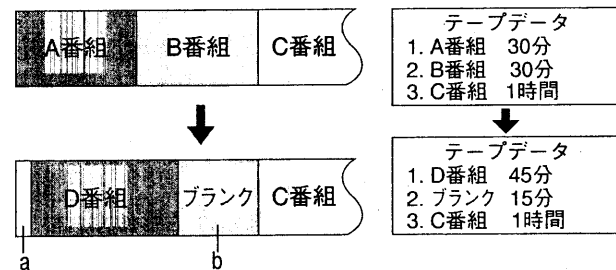 A番組 B番組 C番組
テープデータ
1. A番組 30分
2. B番組 30分
3. C番組 1時間
D番組 ブランク C番組
a b
テープデータ
1. D番組 45分
2. ブランク 15分
3. C番組 1時間